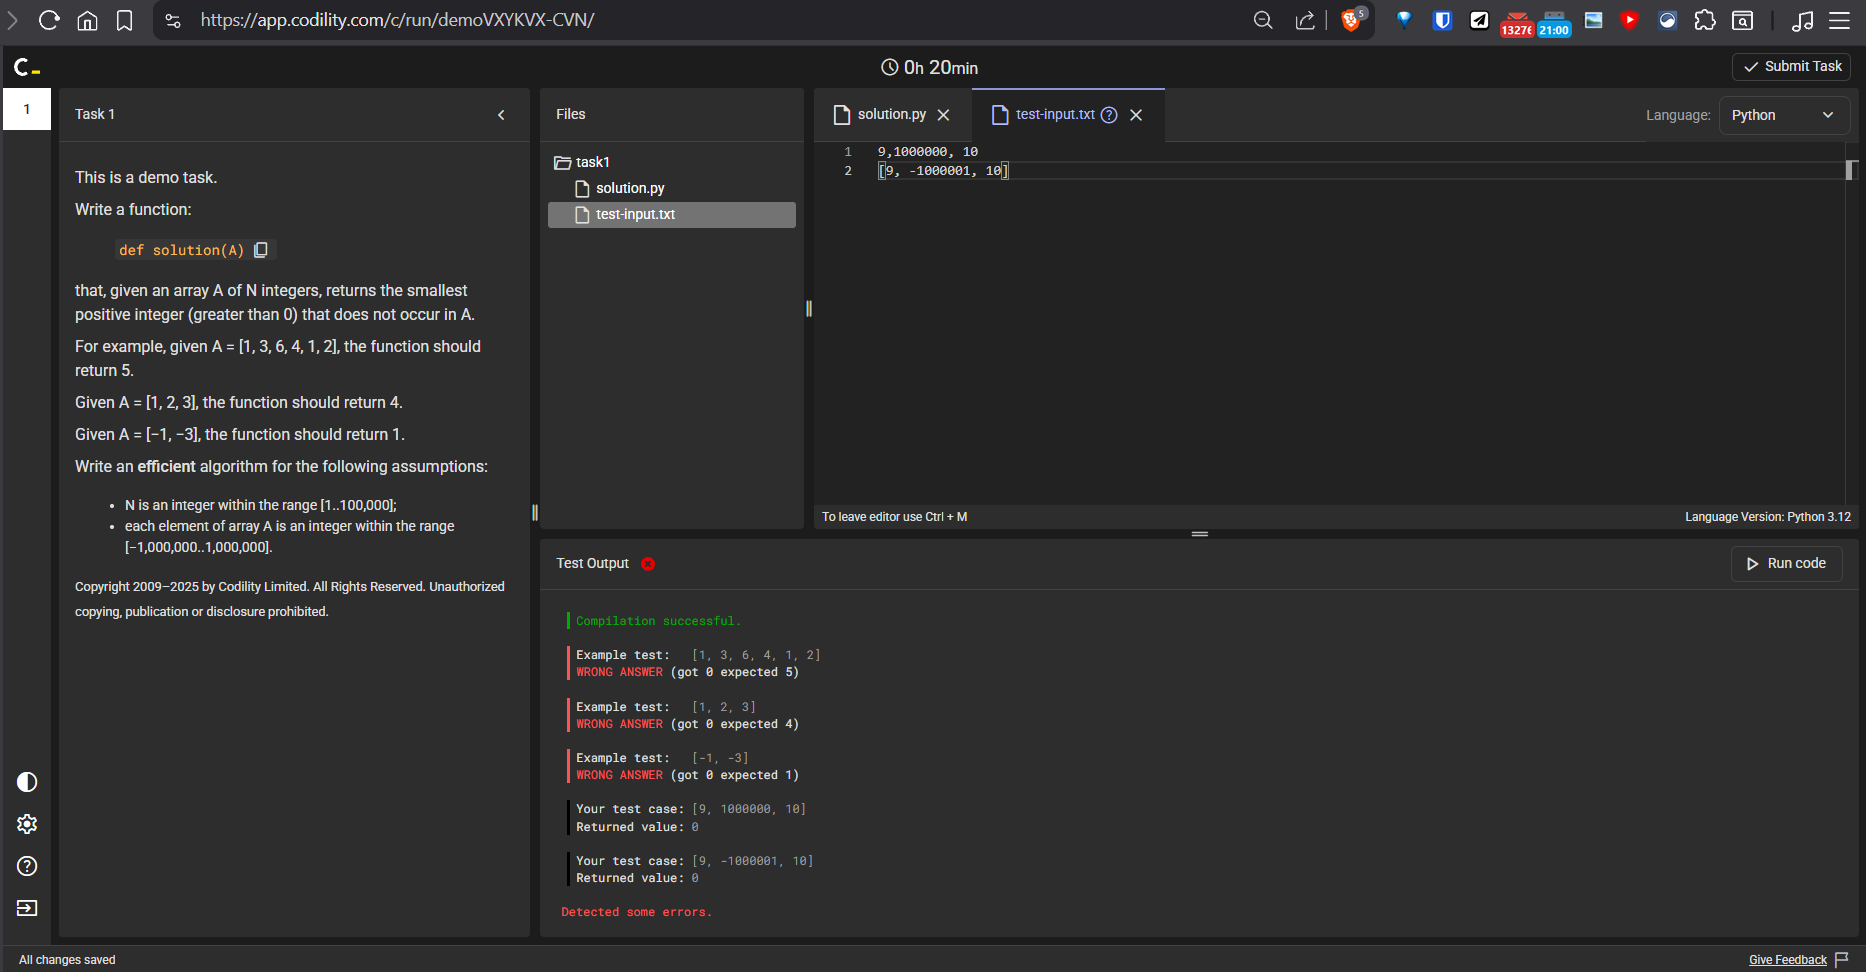 https://app.codility.com/c/run/demoVXYKVX-CVN/
5
13276
21:00
C_
0h 20min
Submit Task
1
Task 1
Files
solution.py
test-input.txt
Language:
Python
This is a demo task.
Write a function:
def solution(A)
that, given an array A of N integers, returns the smallest
positive integer (greater than 0) that does not occur in A.
For example, given A = [1, 3, 6, 4, 1, 2], the function should
return 5.
Given A = [1, 2, 3], the function should return 4.
Given A = [−1, −3], the function should return 1.
Write an efficient algorithm for the following assumptions:
• N is an integer within the range [1..100,000];
• each element of array A is an integer within the range
[−1,000,000..1,000,000].
Copyright 2009–2025 by Codility Limited. All Rights Reserved. Unauthorized
copying, publication or disclosure prohibited.
task1
solution.py
test-input.txt
1 9,1000000, 10
2 [9, -1000001, 10]
To leave editor use Ctrl + M
Language Version: Python 3.12
Test Output
Run code
Compilation successful.
Example test: [1, 3, 6, 4, 1, 2]
WRONG ANSWER (got 0 expected 5)
Example test: [1, 2, 3]
WRONG ANSWER (got 0 expected 4)
Example test: [-1, -3]
WRONG ANSWER (got 0 expected 1)
Your test case: [9, 1000000, 10]
Returned value: 0
Your test case: [9, -1000001, 10]
Returned value: 0
Detected some errors.
All changes saved
Give Feedback